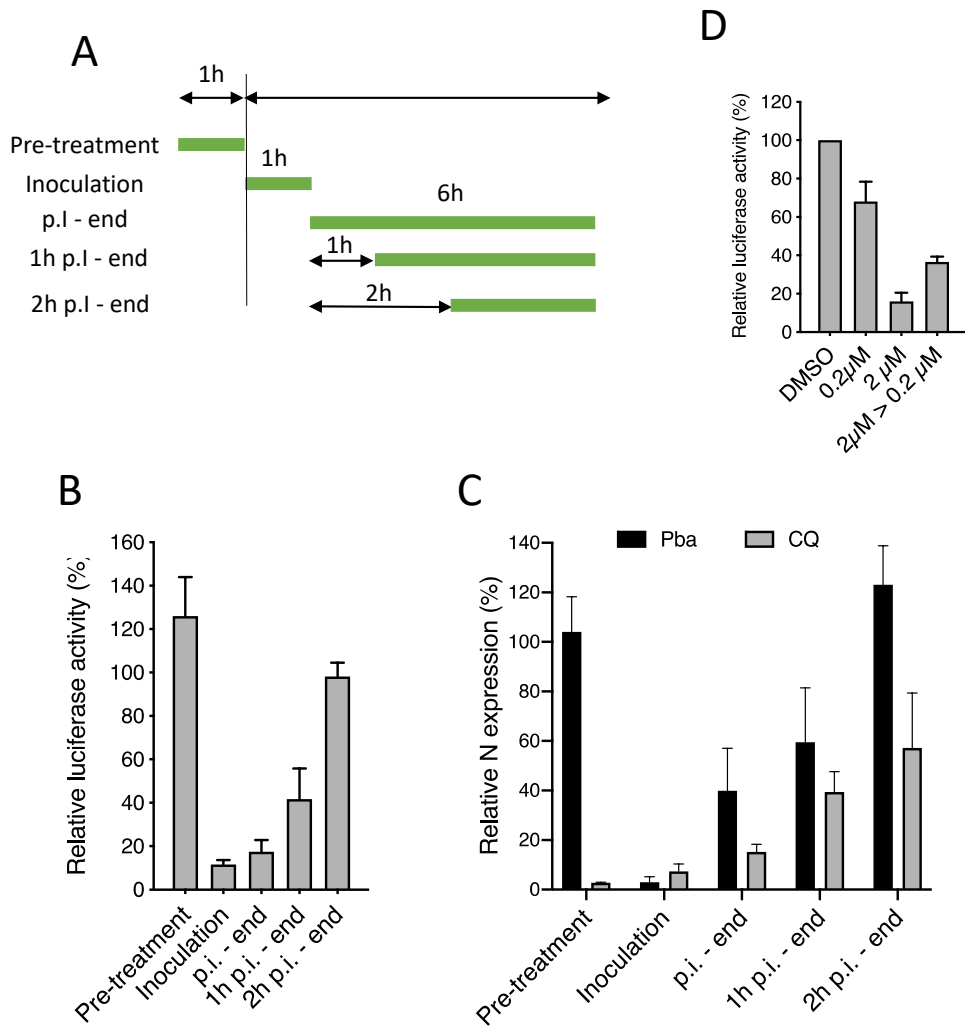 A
1h
Pre-treatment
1h
Inoculation
6h
p.I - end
1h
1h p.I - end
2h
2h p.I - end
D
Relative luciferase activity (%)
120
100
80
60
40
20
0
DMSO
0.2µM
2 µM
2µM > 0.2 µM
B
Relative luciferase activity (%)
160
140
120
100
80
60
40
20
0
Pre-treatment
Inoculation
p.i. - end
1h p.i. - end
2h p.i. - end
C
Pba
CQ
Relative N expression (%)
140
120
100
80
60
40
20
0
Pre-treatment
Inoculation
p.i. - end
1h p.i. - end
2h p.i. - end